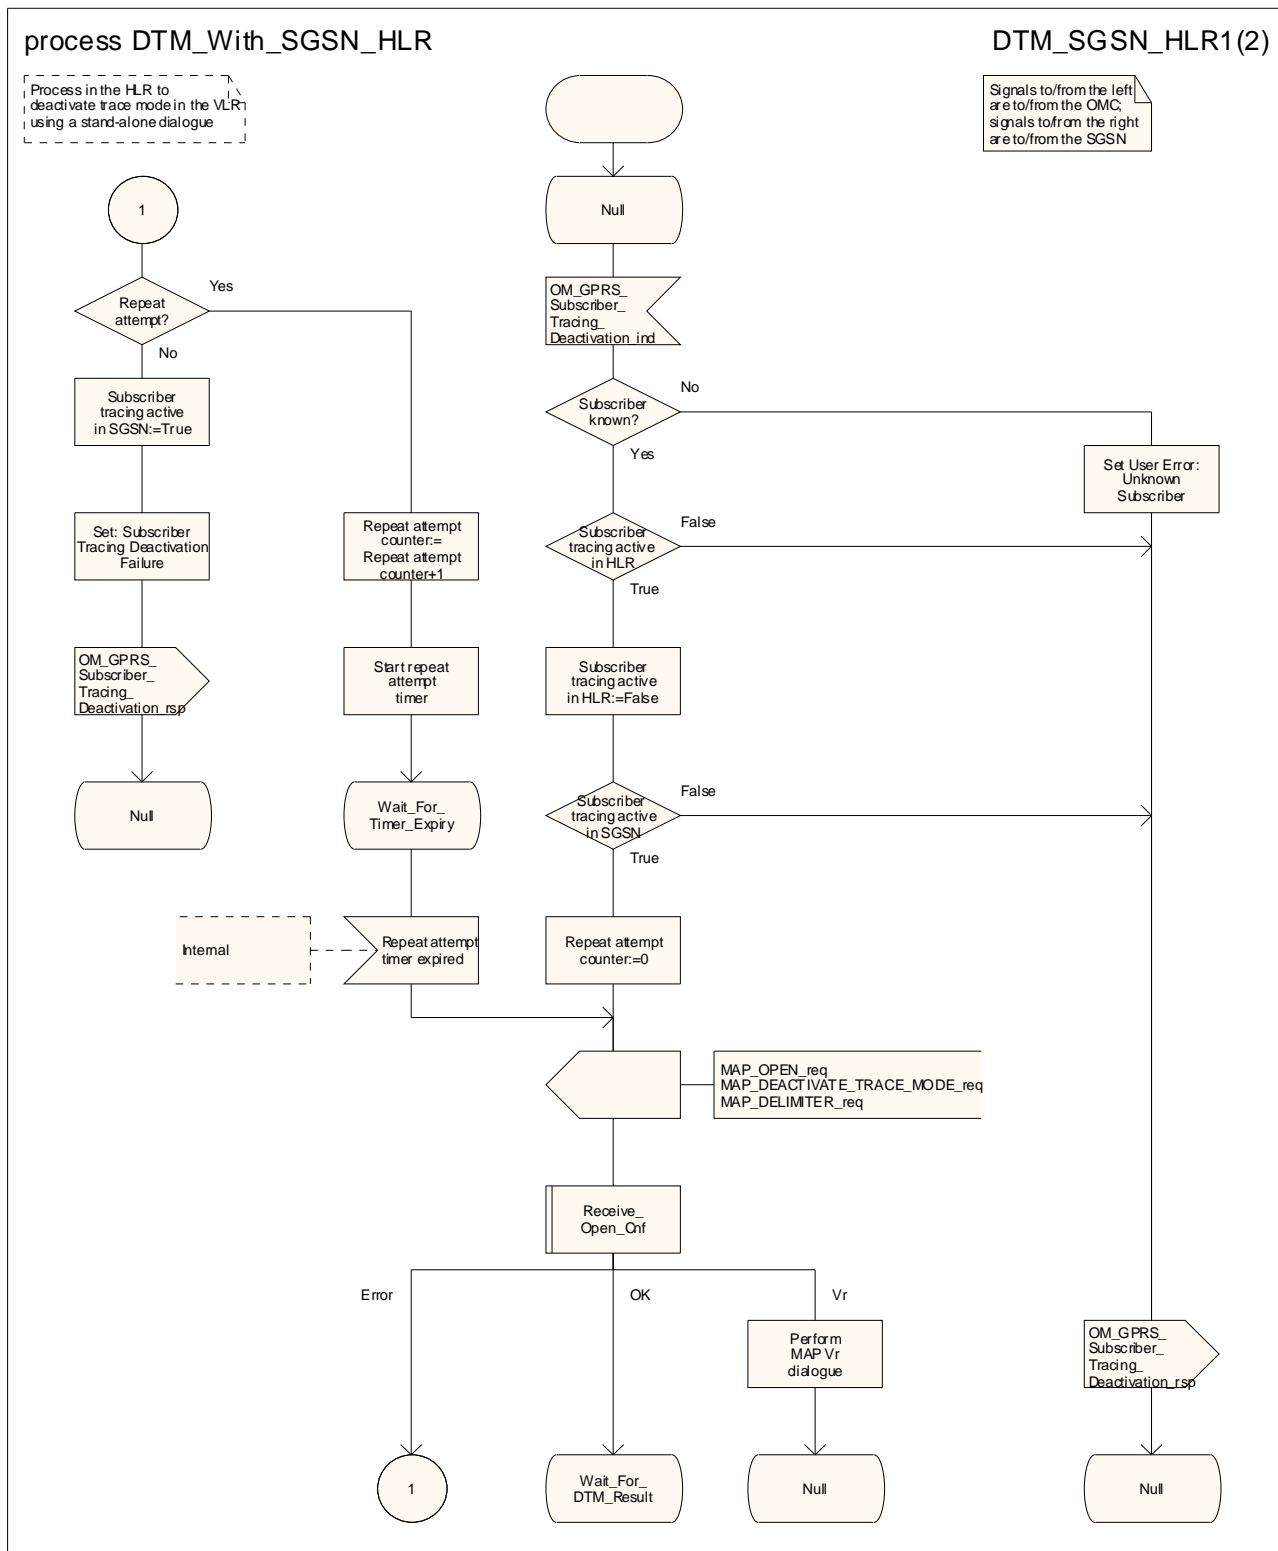 process DTM_With_SGSN_HLR
DTM_SGSN_HLR1(2)
Process in the HLR to
deactivate trace mode in the VLR
using a stand-alone dialogue
Signals to/from the left
are to/from the OMC;
signals to/from the right
are to/from the SGSN
1
Null
Repeat
attempt?
Yes
No
OM_GPRS_
Subscriber_
Tracing_
Deactivation_ind
Subscriber
tracing active
in SGSN:=True
Subscriber
known?
No
Yes
Set User Error:
Unknown
Subscriber
Set: Subscriber
Tracing Deactivation
Failure
Repeat attempt
counter:=
Repeat attempt
counter+1
Subscriber
tracing active
in HLR
False
True
OM_GPRS_
Subscriber_
Tracing_
Deactivation_rsp
Start repeat
attempt
timer
Subscriber
tracing active
in HLR:=False
Null
Wait_For_
Timer_Expiry
Subscriber
tracing active
in SGSN
False
True
Internal
Repeat attempt
timer expired
Repeat attempt
counter:=0
MAP_OPEN_req
MAP_DEACTIVATE_TRACE_MODE_req
MAP_DELIMITER_req
Receive_
Open_Cnf
Error
OK
Vr
Perform
MAP Vr
dialogue
OM_GPRS_
Subscriber_
Tracing_
Deactivation_rsp
1
Wait_For_
DTM_Result
Null
Null